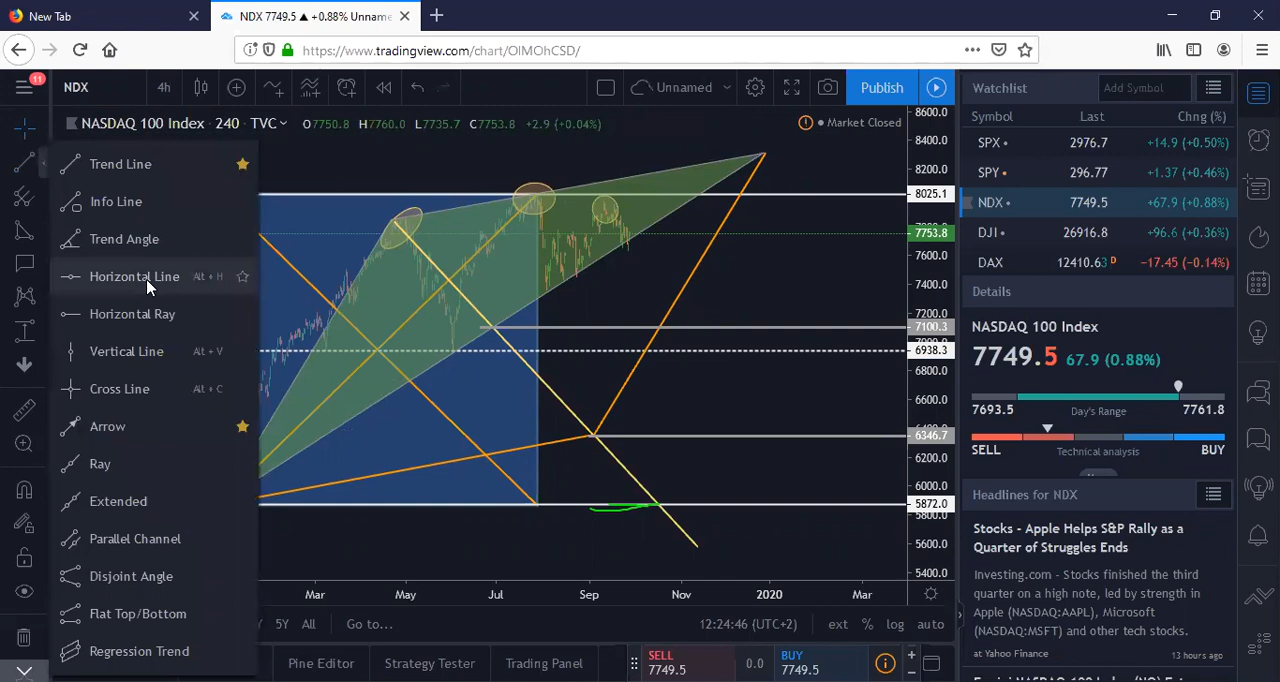 New Tab
NDX 7749.5 ▲ +0.88% Unname
https://www.tradingview.com/chart/OIMOhCSD/
11
NDX
4h
Unnamed
Publish
NASDAQ 100 Index · 240 · TVC
O7750.8 H7760.0 L7735.7 C7753.8 +2.9 (+0.04%)
Market Closed
Trend Line
Info Line
Trend Angle
Horizontal Line Alt + H
Horizontal Ray
Vertical Line Alt + V
Cross Line Alt + C
Arrow
Ray
Extended
Parallel Channel
Disjoint Angle
Flat Top/Bottom
Regression Trend
8600.0
8400.0
8200.0
8025.1
7753.8
7600.0
7400.0
7200.0
7100.3
6938.3
6800.0
6600.0
6346.7
6200.0
6000.0
5872.0
5800.0
5600.0
5400.0
Mar May Jul Sep Nov 2020 Mar
5Y All Go to...
12:24:46 (UTC+2) ext % log auto
Pine Editor Strategy Tester Trading Panel
SELL
7749.5
0.0
BUY
7749.5
Watchlist
Add Symbol
Symbol Last Chng (%)
SPX 2976.7 +14.9 (+0.50%)
SPY 296.77 +1.37 (+0.46%)
NDX 7749.5 +67.9 (+0.88%)
DJI 26916.8 +96.6 (+0.36%)
DAX 12410.63 D −17.45 (−0.14%)
Details
NASDAQ 100 Index
7749.5 67.9 (0.88%)
7693.5 Day's Range 7761.8
SELL Technical analysis BUY
Headlines for NDX
Stocks - Apple Helps S&P Rally as a
Quarter of Struggles Ends
Investing.com - Stocks finished the third
quarter on a high note, led by strength in
Apple (NASDAQ:AAPL), Microsoft
(NASDAQ:MSFT) and other tech stocks.
at Yahoo Finance 13 hours ago